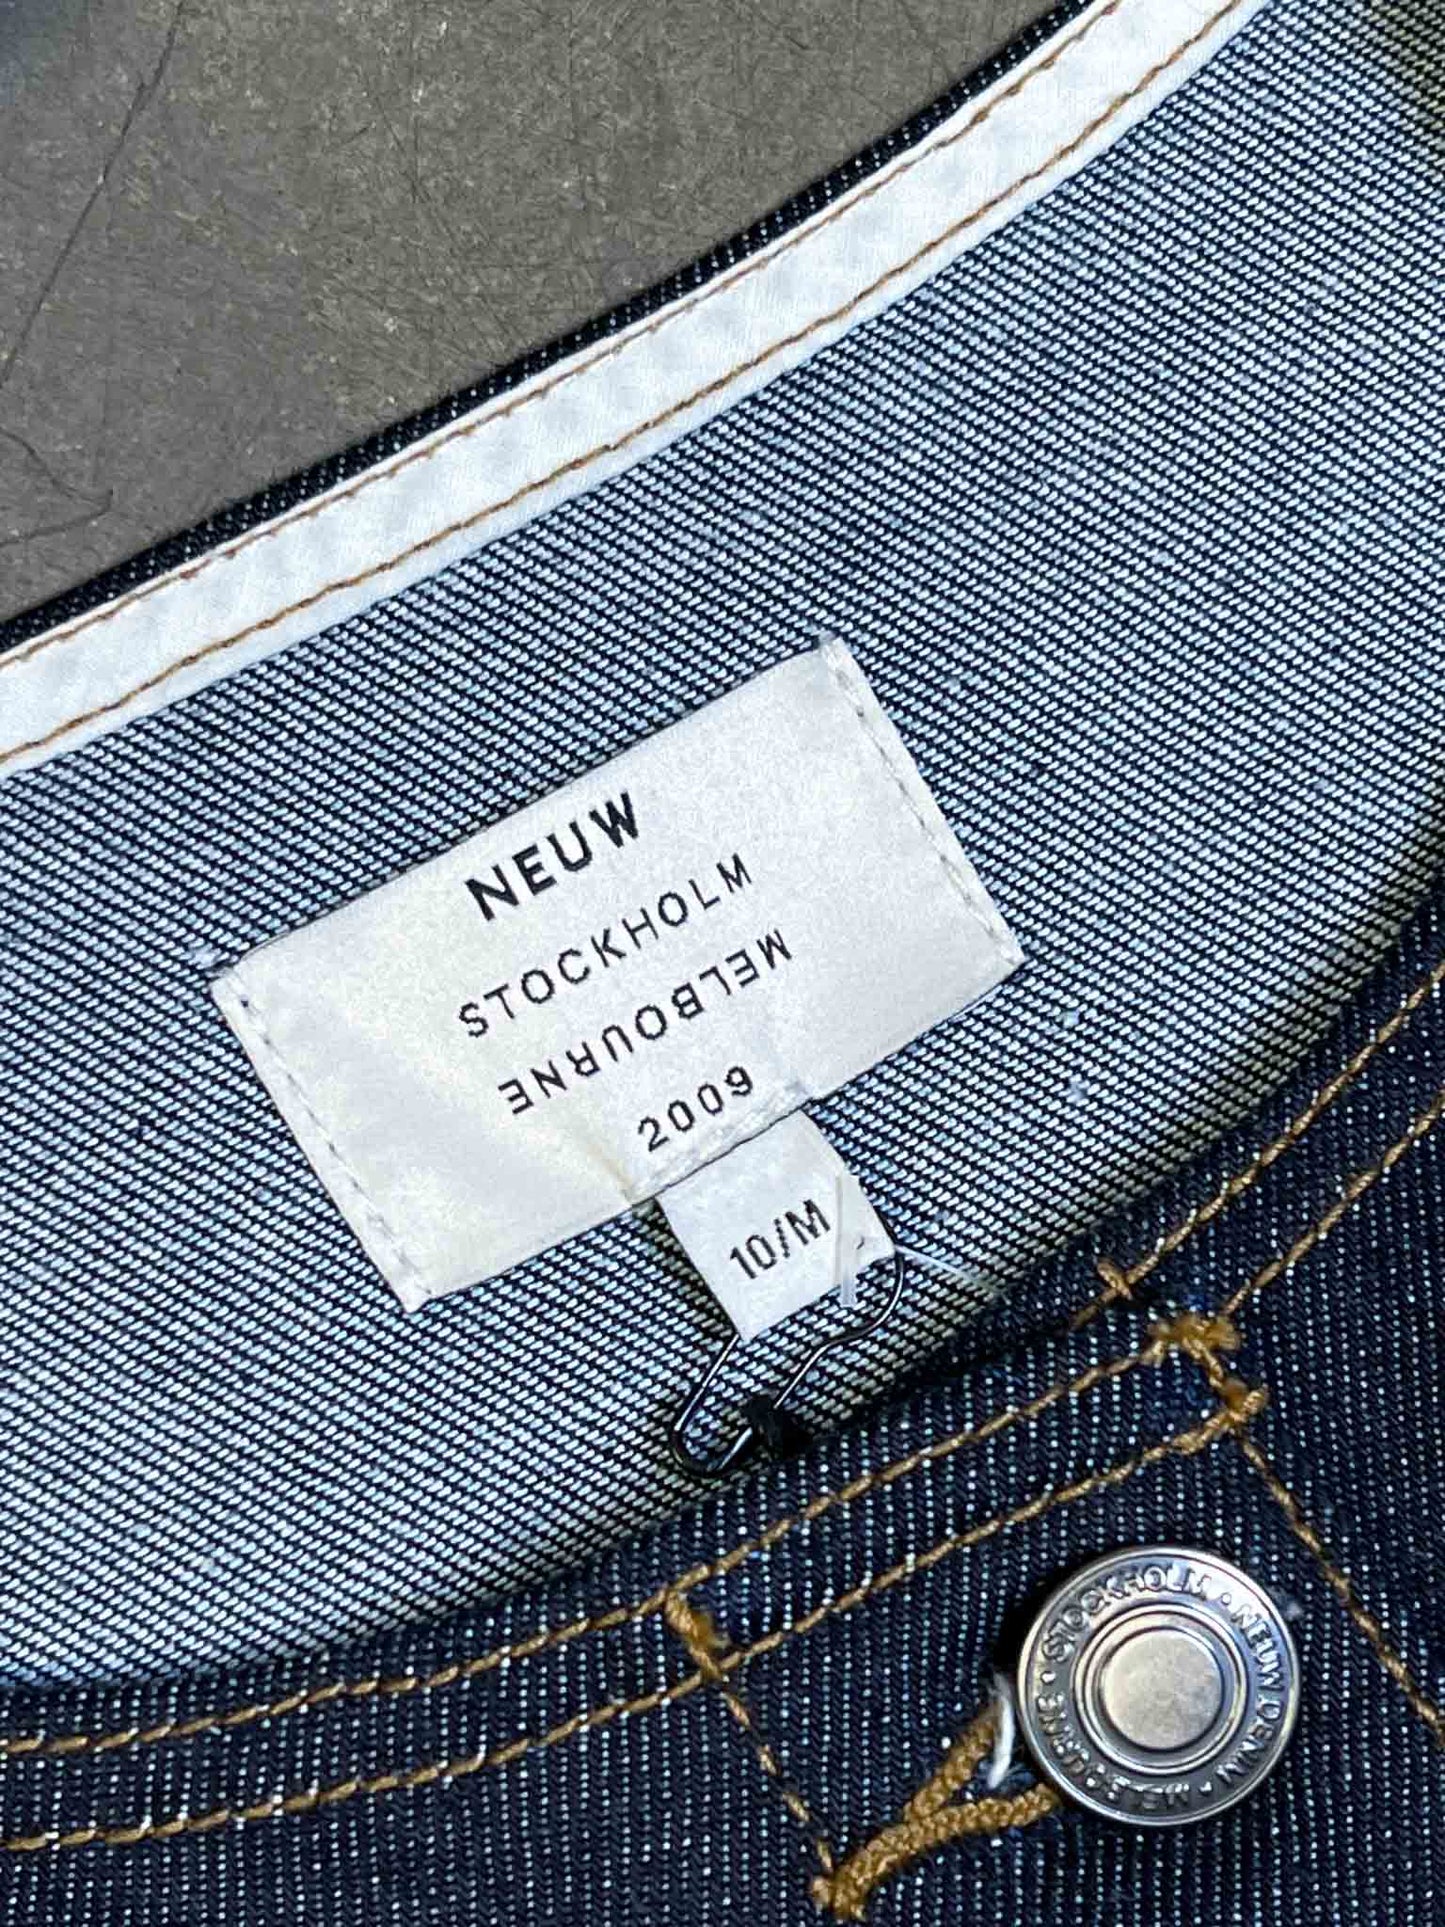 NEUW
STOCKHOLM
MELBOURNE
2009
10/M
STOCKHOLM · NEUW DENIM · MELBOURNE ·